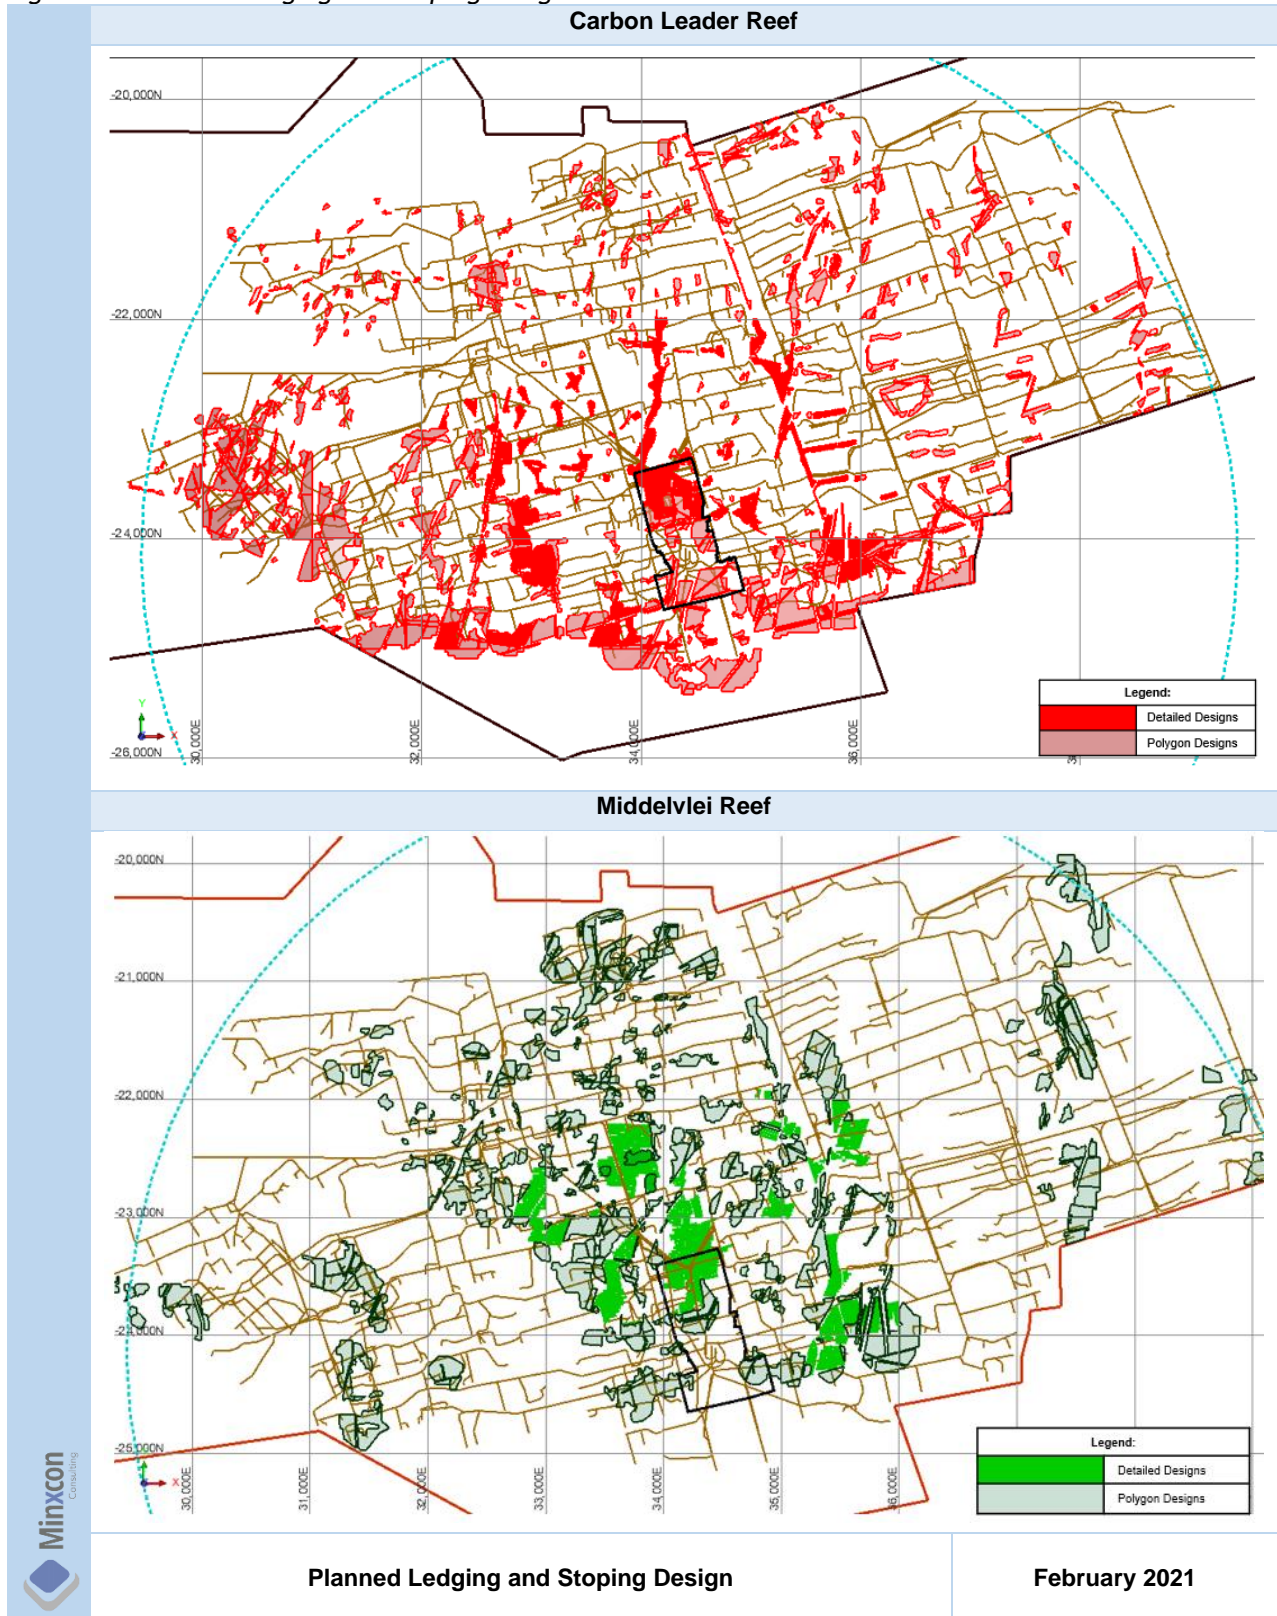 Carbon Leader Reef
-20,000N
-22,000N
-24,000N
-26,000N
30,000E
32,000E
34,000E
36,000E
Y
X
Legend:
Detailed Designs
Polygon Designs
Middelvlei Reef
-20,000N
-21,000N
-22,000N
-23,000N
-24,000N
-25,000N
30,000E
31,000E
32,000E
33,000E
34,000E
35,000E
36,000E
X
Legend:
Detailed Designs
Polygon Designs
Minxcon
Consulting
Planned Ledging and Stoping Design
February 2021